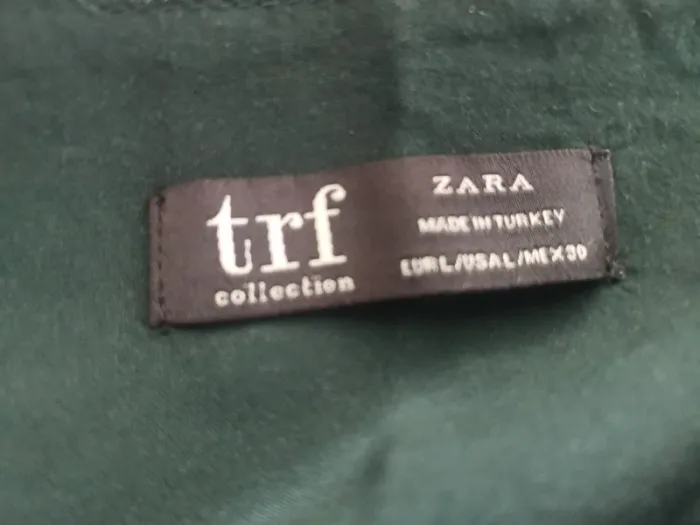 trf
collection
ZARA
MADE IN TURKEY
EUR L/USA L/MEX 30